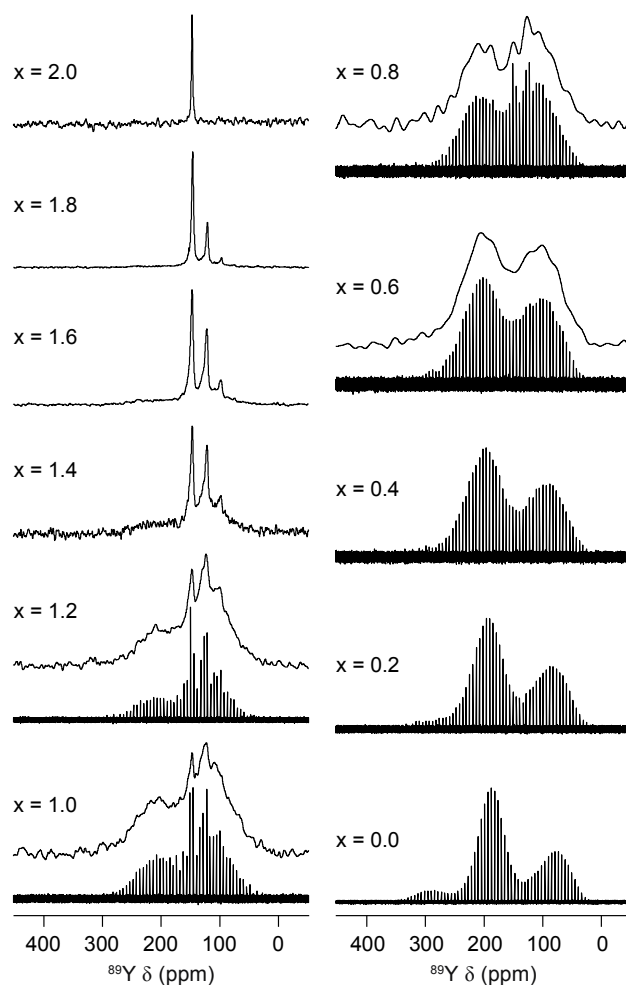 x = 2.0
x = 1.8
x = 1.6
x = 1.4
x = 1.2
x = 1.0
400 300 200 100 0
⁸⁹Y δ (ppm)
x = 0.8
x = 0.6
x = 0.4
x = 0.2
x = 0.0
400 300 200 100 0
⁸⁹Y δ (ppm)